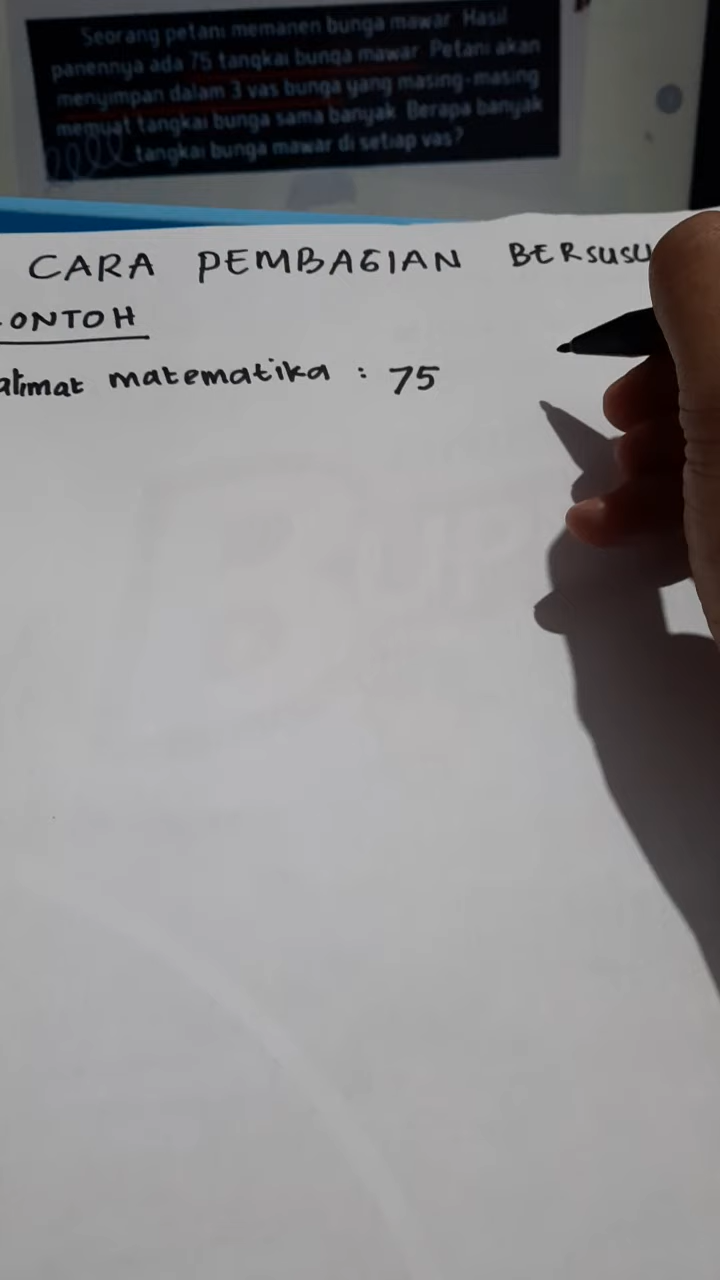 Seorang petani memanen bunga mawar. Hasil
panennya ada 75 tangkai bunga mawar. Petani akan
menyimpan dalam 3 vas bunga yang masing-masing
memuat tangkai bunga sama banyak. Berapa banyak
tangkai bunga mawar di setiap vas?
CARA PEMBAGIAN BERSUSU
ONTOH
alimat matematika : 75